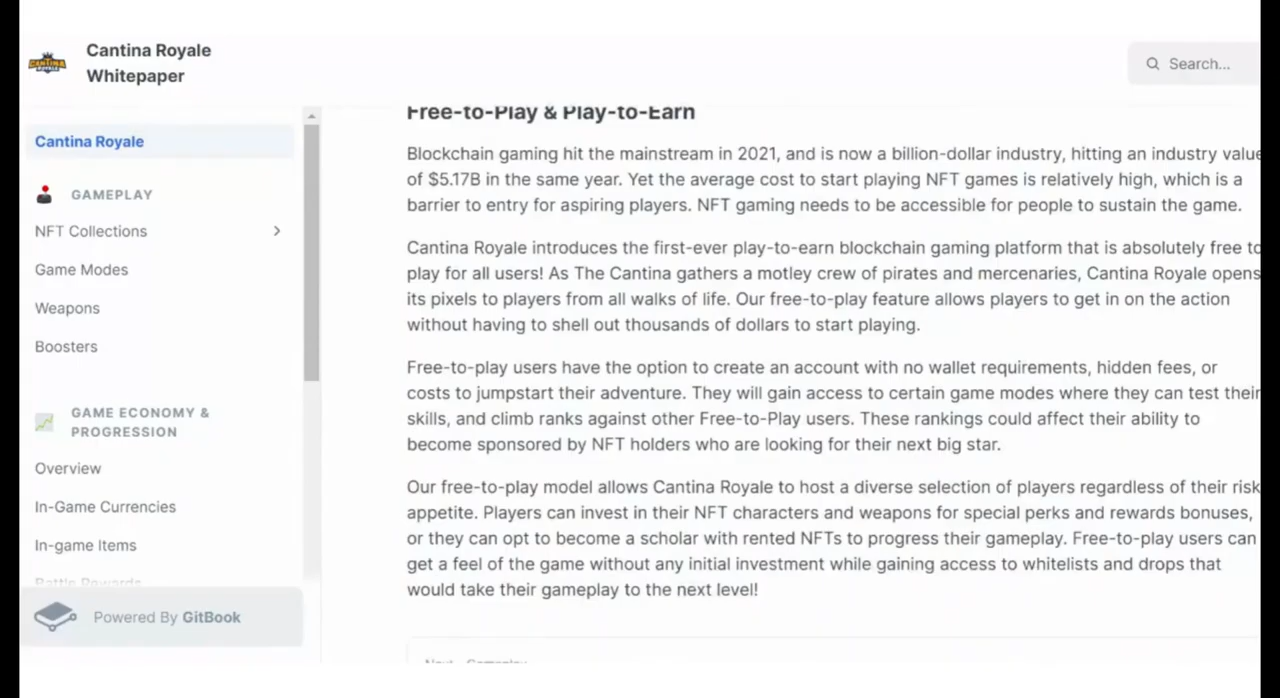 Cantina Royale
Whitepaper
Search...
Cantina Royale
GAMEPLAY
NFT Collections
Game Modes
Weapons
Boosters
GAME ECONOMY &
PROGRESSION
Overview
In-Game Currencies
In-game Items
Battle Rewards
Powered By GitBook
Free-to-Play & Play-to-Earn
Blockchain gaming hit the mainstream in 2021, and is now a billion-dollar industry, hitting an industry value
of $5.17B in the same year. Yet the average cost to start playing NFT games is relatively high, which is a
barrier to entry for aspiring players. NFT gaming needs to be accessible for people to sustain the game.
Cantina Royale introduces the first-ever play-to-earn blockchain gaming platform that is absolutely free to
play for all users! As The Cantina gathers a motley crew of pirates and mercenaries, Cantina Royale opens
its pixels to players from all walks of life. Our free-to-play feature allows players to get in on the action
without having to shell out thousands of dollars to start playing.
Free-to-play users have the option to create an account with no wallet requirements, hidden fees, or
costs to jumpstart their adventure. They will gain access to certain game modes where they can test their
skills, and climb ranks against other Free-to-Play users. These rankings could affect their ability to
become sponsored by NFT holders who are looking for their next big star.
Our free-to-play model allows Cantina Royale to host a diverse selection of players regardless of their risk
appetite. Players can invest in their NFT characters and weapons for special perks and rewards bonuses,
or they can opt to become a scholar with rented NFTs to progress their gameplay. Free-to-play users can
get a feel of the game without any initial investment while gaining access to whitelists and drops that
would take their gameplay to the next level!